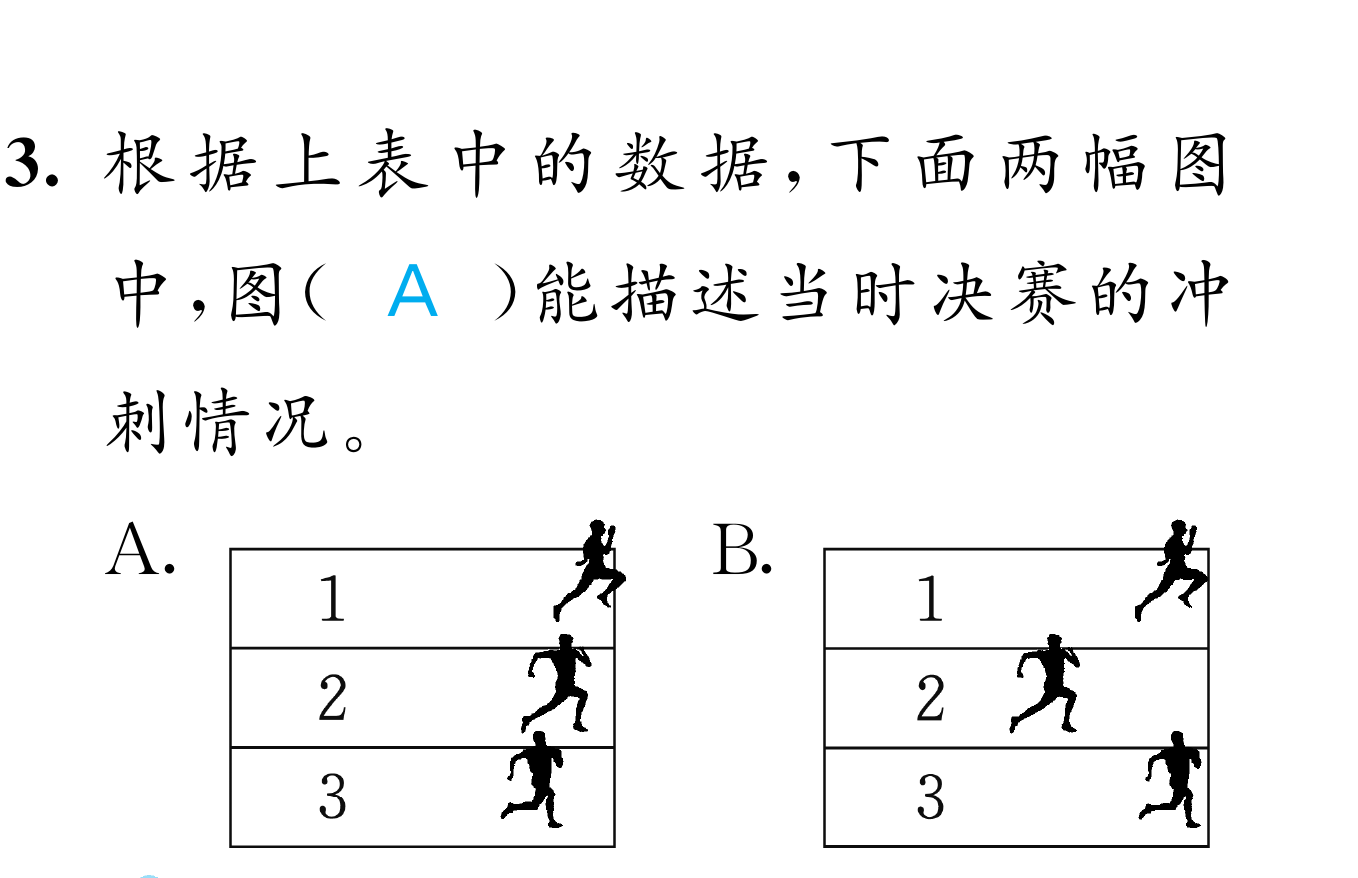 3. 根据上表中的数据,下面两幅图
中,图( A )能描述当时决赛的冲
刺情况。
A. B.
1 1
2 2
3 3